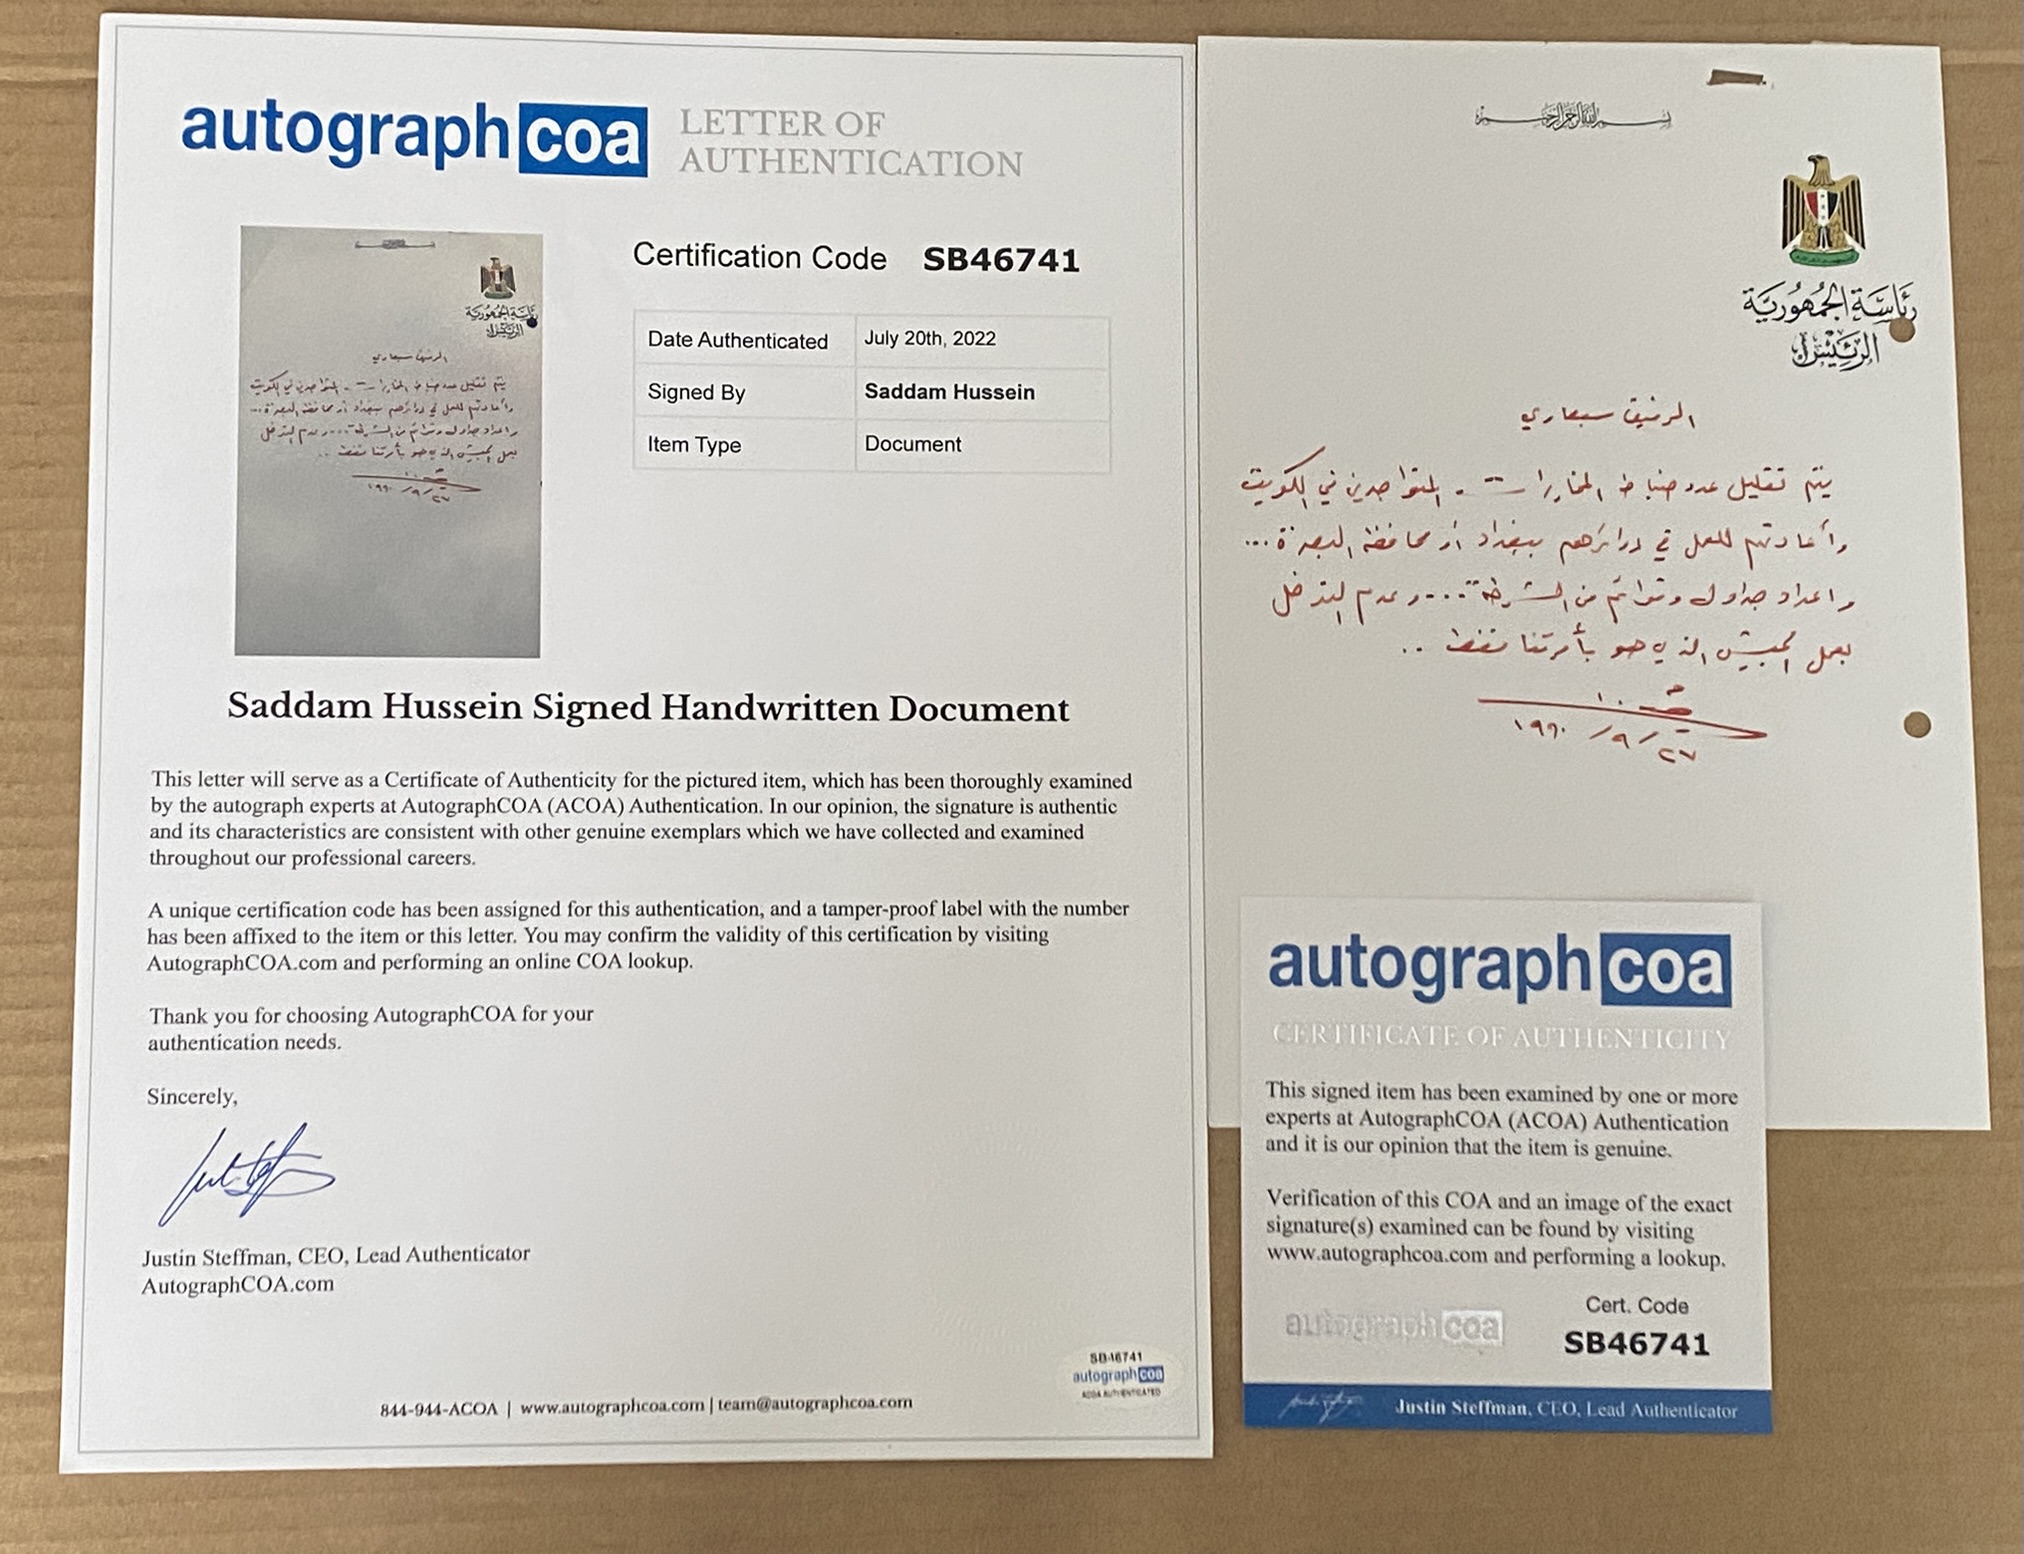 autographcoa
LETTER OF
AUTHENTICATION
رئاسة الجمهورية
الرئيس
Certification Code SB46741
Date Authenticated July 20th, 2022
Signed By Saddam Hussein
Item Type Document
Saddam Hussein Signed Handwritten Document
This letter will serve as a Certificate of Authenticity for the pictured item, which has been thoroughly examined
by the autograph experts at AutographCOA (ACOA) Authentication. In our opinion, the signature is authentic
and its characteristics are consistent with other genuine exemplars which we have collected and examined
throughout our professional careers.
A unique certification code has been assigned for this authentication, and a tamper-proof label with the number
has been affixed to the item or this letter. You may confirm the validity of this certification by visiting
AutographCOA.com and performing an online COA lookup.
Thank you for choosing AutographCOA for your
authentication needs.
Sincerely,
Justin Steffman, CEO, Lead Authenticator
AutographCOA.com
844-944-ACOA | www.autographcoa.com | team@autographcoa.com
SB46741
autographcoa
ACOA AUTHENTICATED
بسم الله الرحمن الرحيم
رئاسة الجمهورية
الرئيس
الرفيق سبعاوي
يتم تقليل عدد ضباط المخابرات .. المتواجدين في الكويت
وأعادتهم للعمل في دوائرهم ببغداد أو محافظة البصرة ...
واعداد جداول وقوائم من الشرطة .... وعدم التدخل
بعمل الجيش الذي هو بأمرتنا فقط ..
١٩٩٠/٩/٢٧
autographcoa
CERTIFICATE OF AUTHENTICITY
This signed item has been examined by one or more
experts at AutographCOA (ACOA) Authentication
and it is our opinion that the item is genuine.
Verification of this COA and an image of the exact
signature(s) examined can be found by visiting
www.autographcoa.com and performing a lookup.
autographcoa
Cert. Code
SB46741
Justin Steffman, CEO, Lead Authenticator